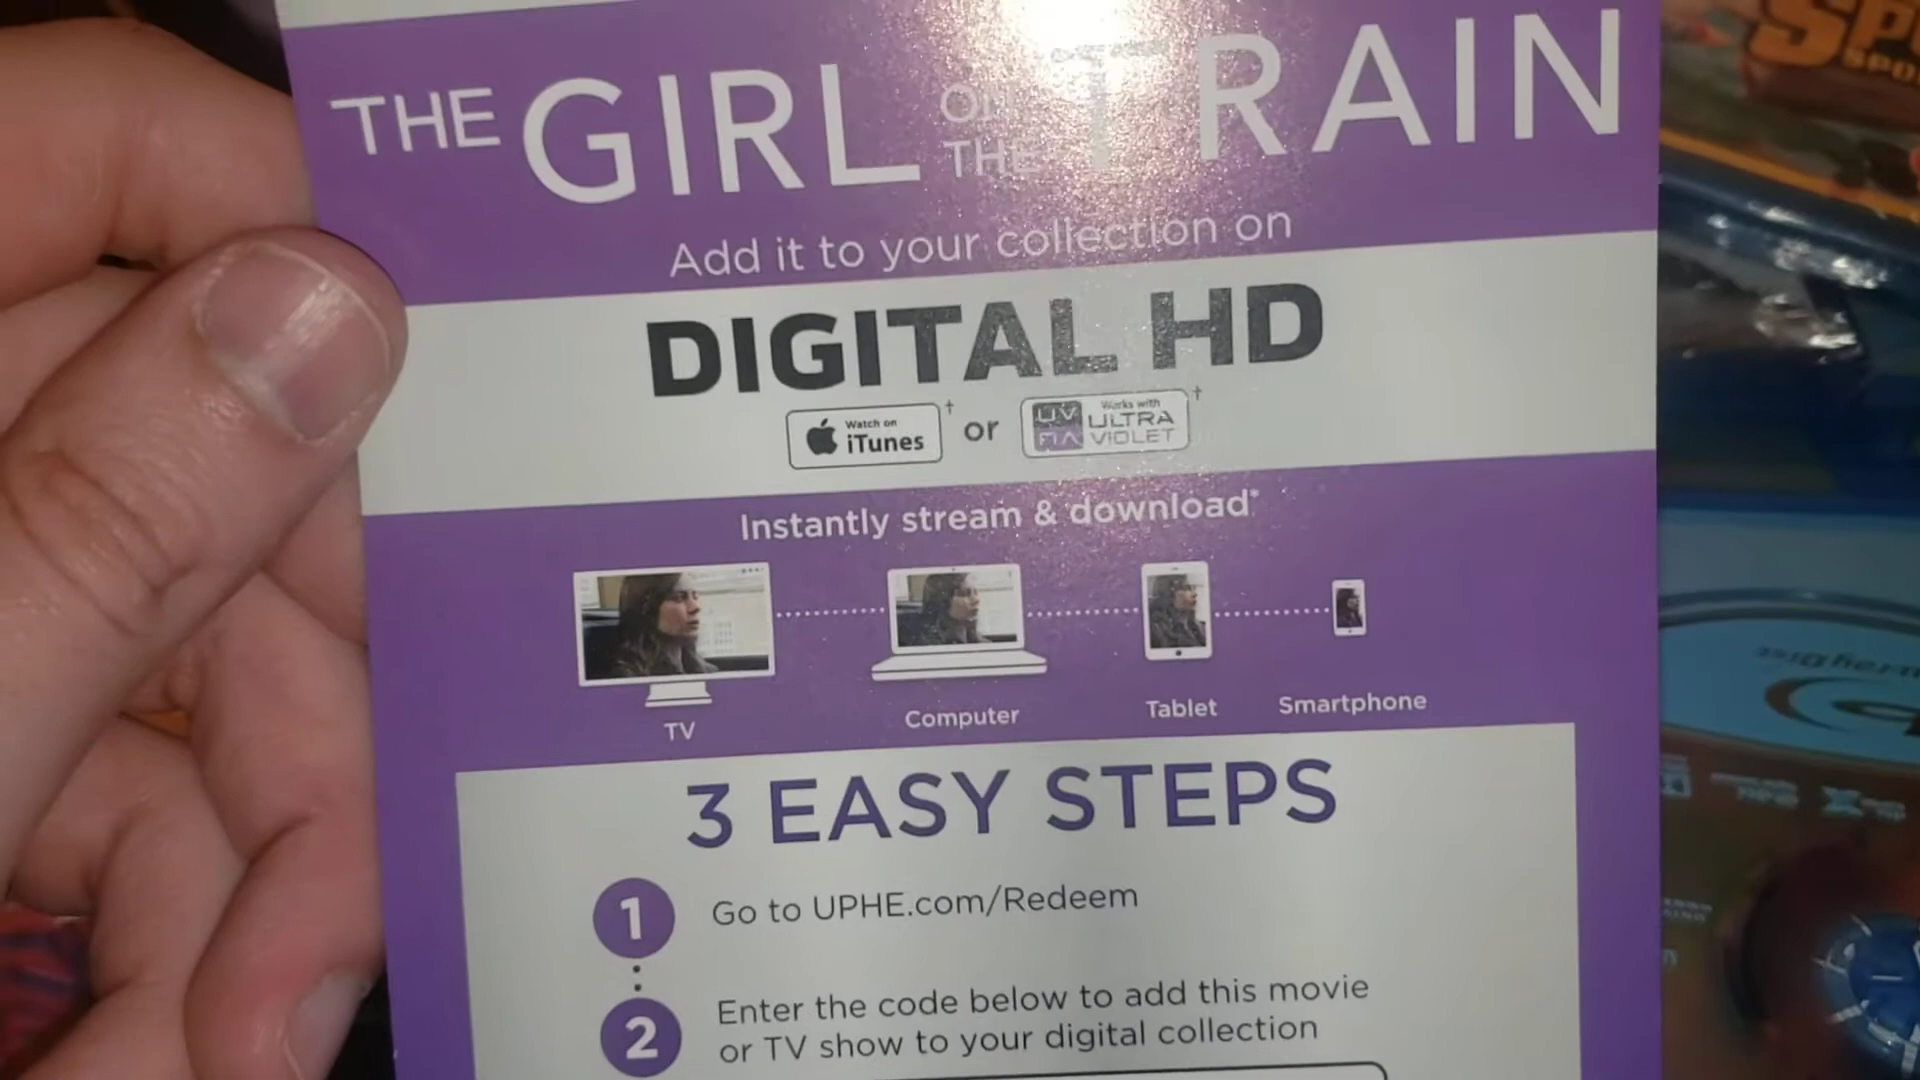 THE GIRL ON THE TRAIN
Add it to your collection on
DIGITAL HD
Watch on iTunes† or UV Works with ULTRA VIOLET†
Instantly stream & download*
TV Computer Tablet Smartphone
3 EASY STEPS
1 Go to UPHE.com/Redeem
2 Enter the code below to add this movie
or TV show to your digital collection